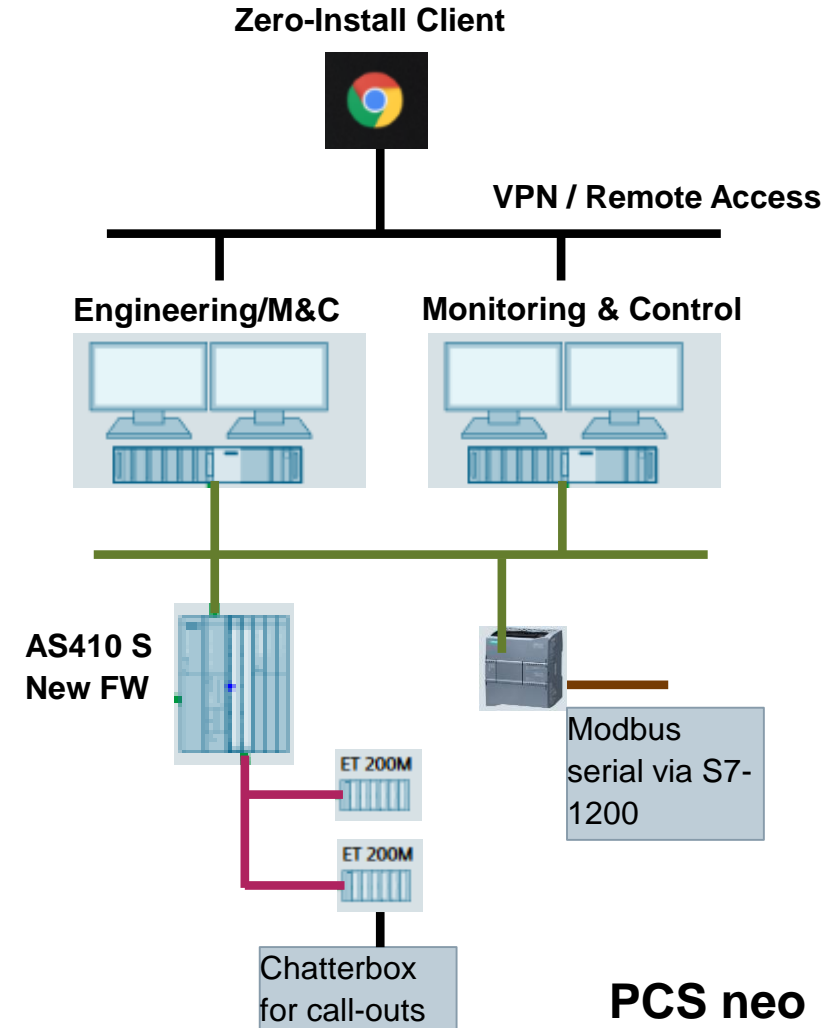 Zero-Install Client
VPN / Remote Access
Engineering/M&C
Monitoring & Control
AS410 S
New FW
Modbus
serial via S7-
1200
ET 200M
ET 200M
Chatterbox
for call-outs
PCS neo